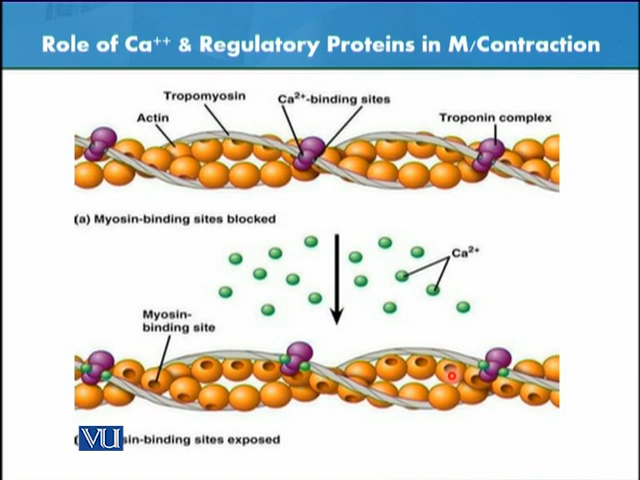 Role of Ca⁺⁺ & Regulatory Proteins in M/Contraction
Tropomyosin
Ca²⁺-binding sites
Actin
Troponin complex
(a) Myosin-binding sites blocked
Ca²⁺
Myosin-
binding site
VU
sin-binding sites exposed